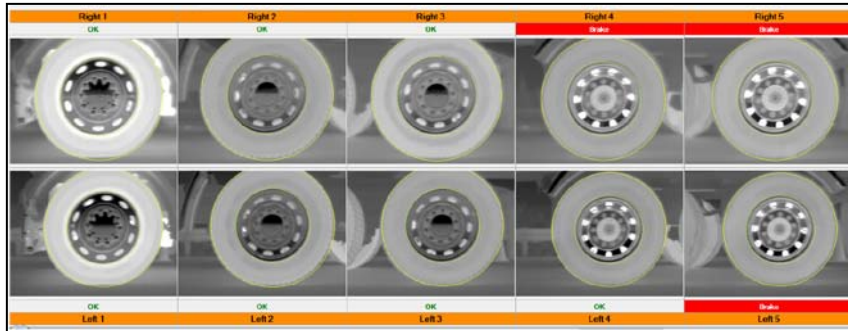 Right 1 Right 2 Right 3 Right 4 Right 5
OK OK OK Brake Brake
OK OK OK OK Brake
Left 1 Left 2 Left 3 Left 4 Left 5